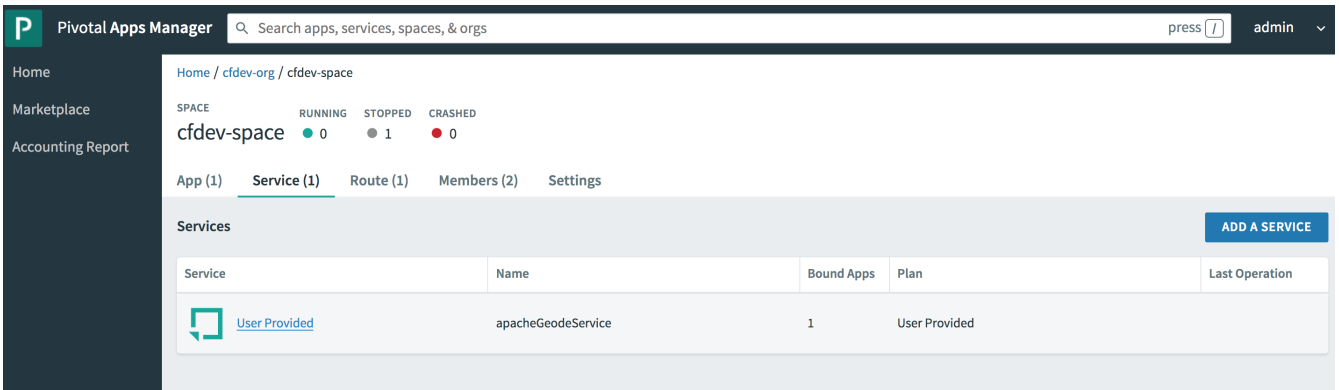 P Pivotal Apps Manager Search apps, services, spaces, & orgs press / admin
Home
Marketplace
Accounting Report
Home / cfdev-org / cfdev-space
SPACE RUNNING STOPPED CRASHED
cfdev-space 0 1 0
App (1) Service (1) Route (1) Members (2) Settings
Services ADD A SERVICE
Service Name Bound Apps Plan Last Operation
User Provided apacheGeodeService 1 User Provided